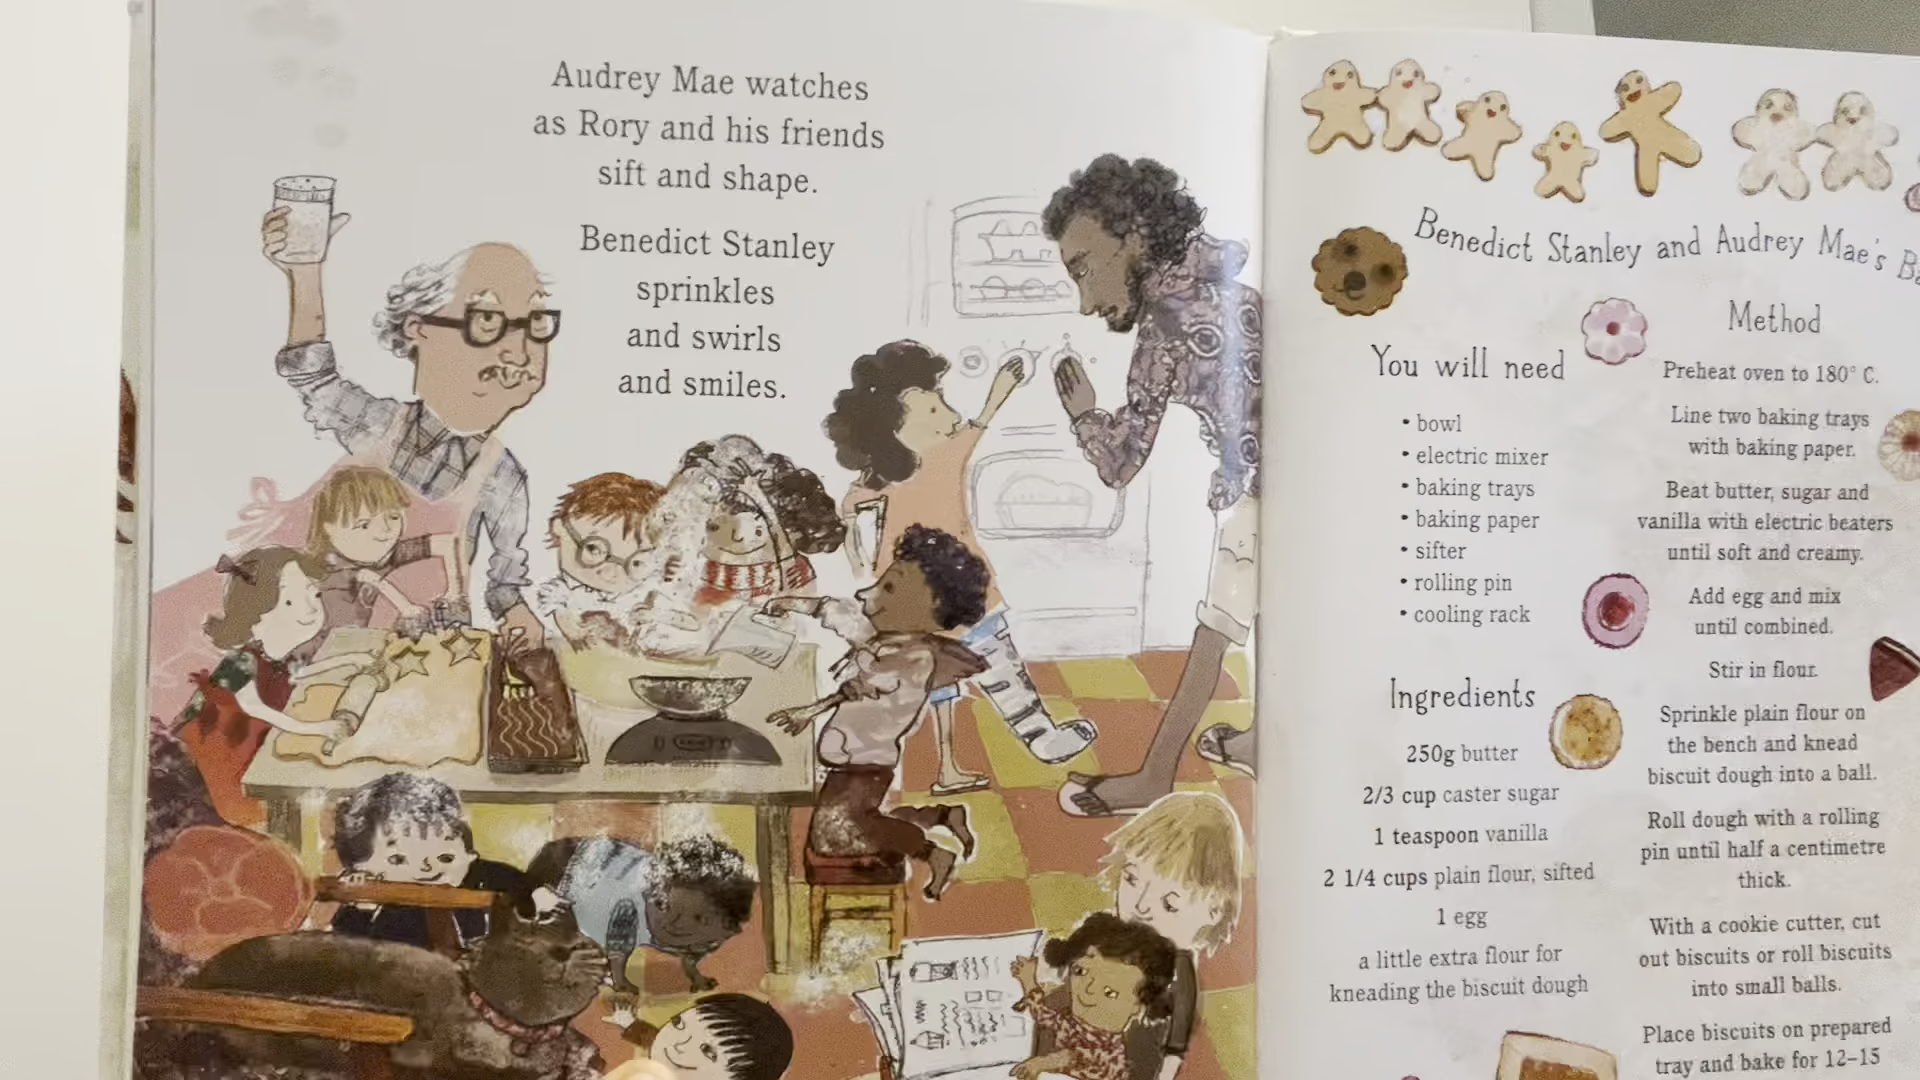 Audrey Mae watches
as Rory and his friends
sift and shape.
Benedict Stanley
sprinkles
and swirls
and smiles.
Benedict Stanley and Audrey Mae's
You will need
• bowl
• electric mixer
• baking trays
• baking paper
• sifter
• rolling pin
• cooling rack
Ingredients
250g butter
2/3 cup caster sugar
1 teaspoon vanilla
2 1/4 cups plain flour, sifted
1 egg
a little extra flour for
kneading the biscuit dough
Method
Preheat oven to 180° C.
Line two baking trays
with baking paper.
Beat butter, sugar and
vanilla with electric beaters
until soft and creamy.
Add egg and mix
until combined.
Stir in flour.
Sprinkle plain flour on
the bench and knead
biscuit dough into a ball.
Roll dough with a rolling
pin until half a centimetre
thick.
With a cookie cutter, cut
out biscuits or roll biscuits
into small balls.
Place biscuits on prepared
tray and bake for 12–15